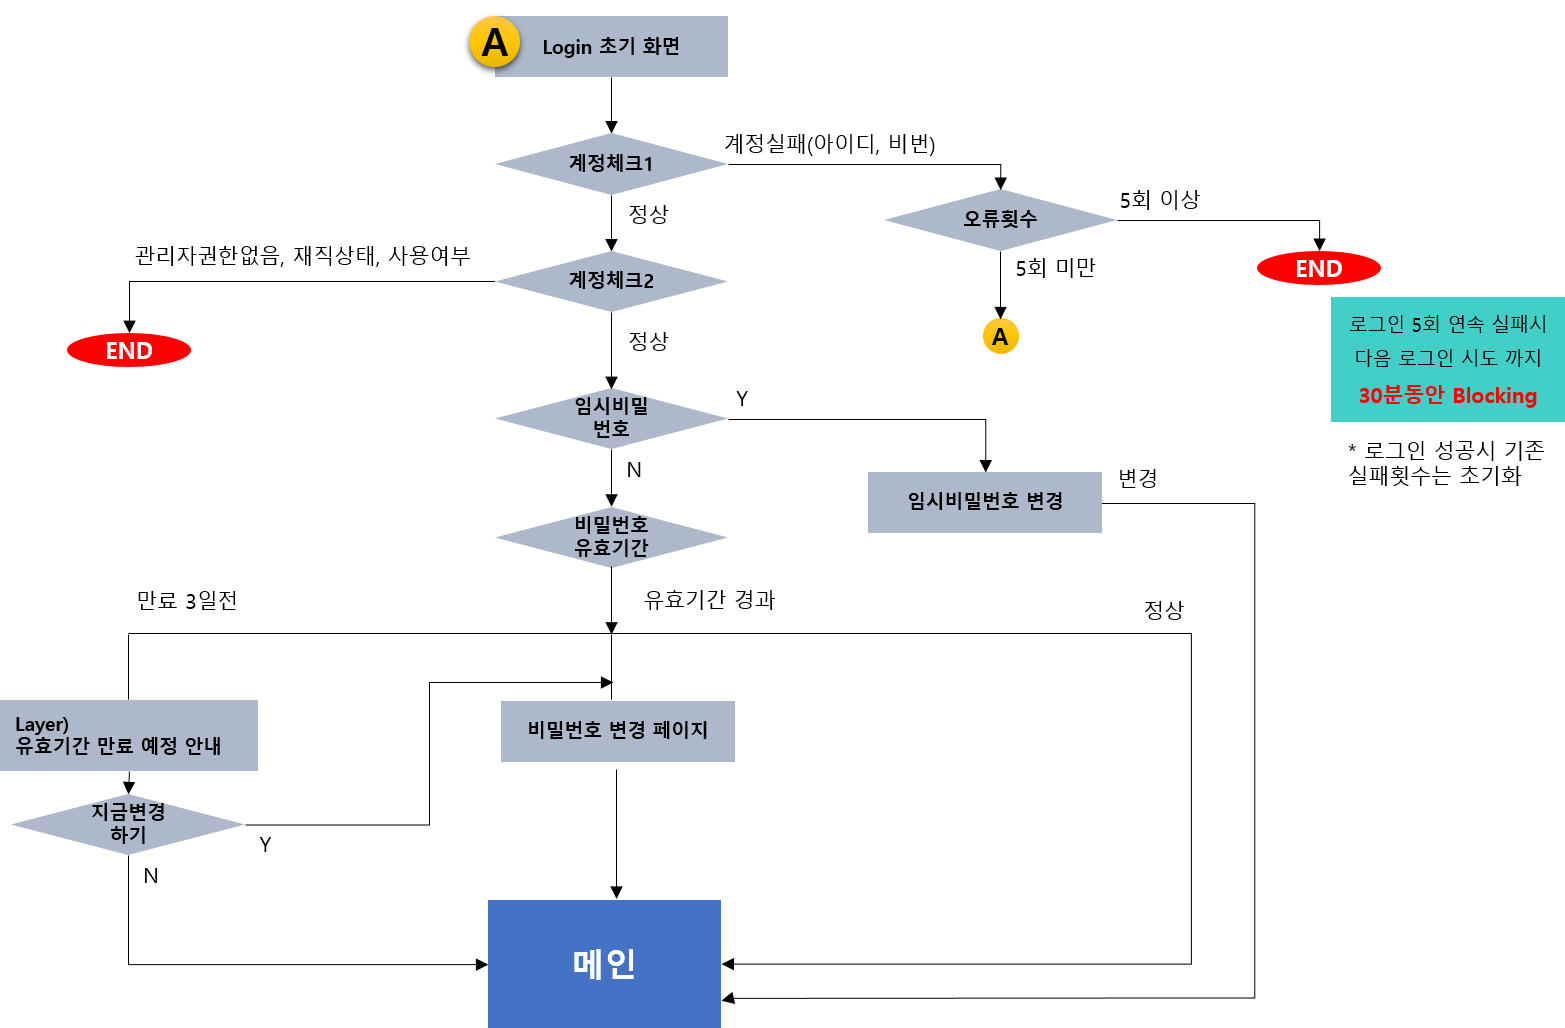 A
Login 초기 화면
계정체크1
계정실패(아이디, 비번)
정상
오류횟수
5회 이상
END
5회 미만
A
관리자권한없음, 재직상태, 사용여부
계정체크2
END
정상
로그인 5회 연속 실패시
다음 로그인 시도 까지
30분동안 Blocking
* 로그인 성공시 기존
실패횟수는 초기화
임시비밀
번호
Y
N
임시비밀번호 변경
변경
비밀번호
유효기간
만료 3일전
유효기간 경과
정상
Layer)
유효기간 만료 예정 안내
비밀번호 변경 페이지
지금변경
하기
Y
N
메인